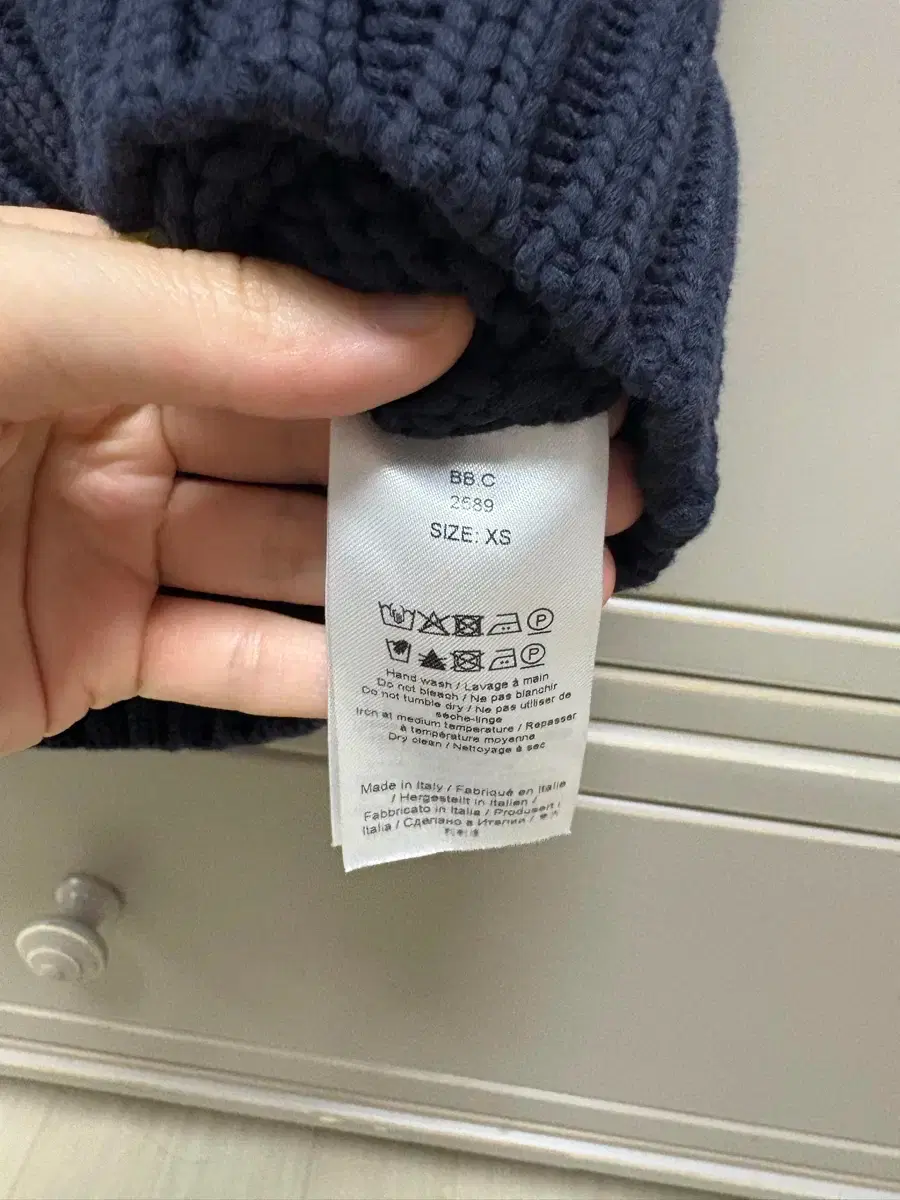 BB.C
2589
SIZE: XS
P
P
Hand wash / Lavage à main
Do not bleach / Ne pas blanchir
Do not tumble dry / Ne pas utiliser de
sèche-linge
Iron at medium temperature / Repasser
à température moyenne
Dry clean / Nettoyage à sec
Made in Italy / Fabriqué en Italie
/ Hergestellt in Italien /
Fabbricato in Italia / Produsert i
Italia / Сделано в Италии /